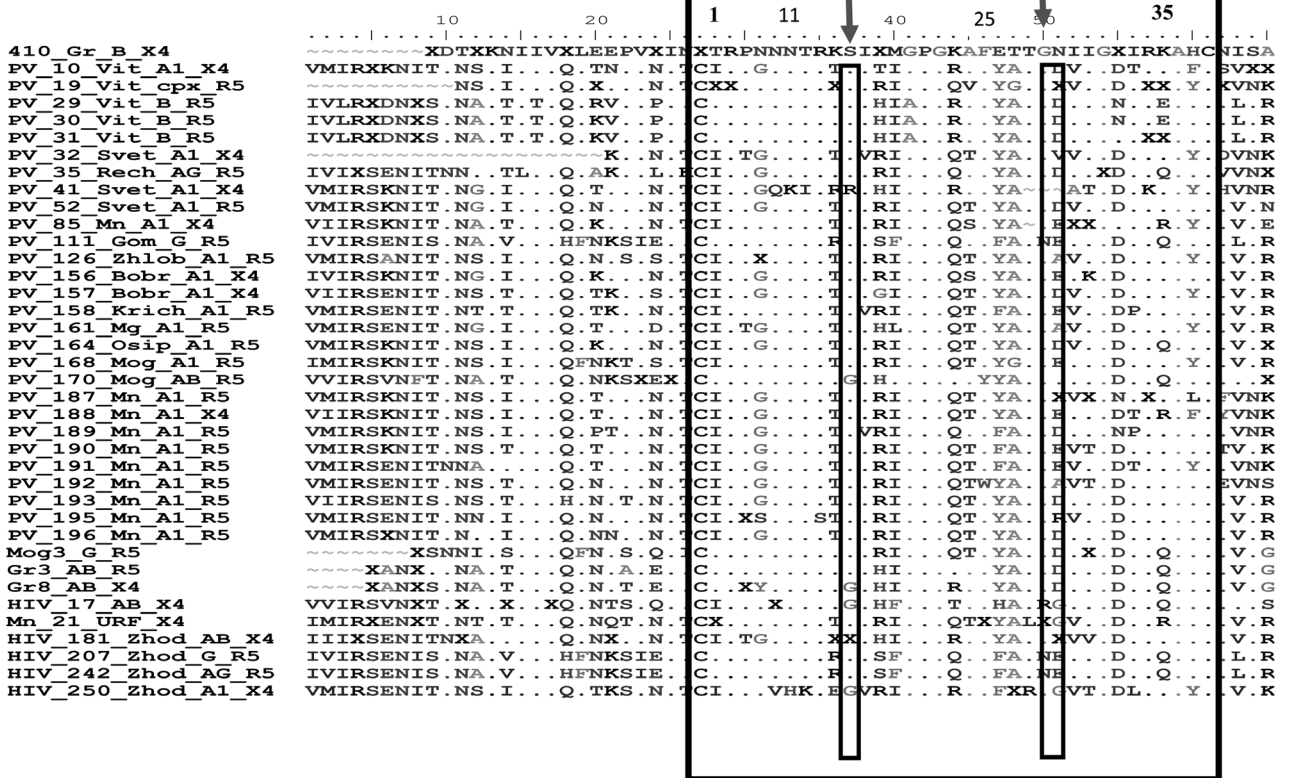 1 11 25 35
10 20 40 50
410_Gr_B_X4 ~~~~~~~~XDTXKNIIVXLEEPVXINXTRPNNNTRKSIXMGPGKAFETTGNIIGXIRKAHCNISA
PV_10_Vit_A1_X4 VMIRXKNIT.NS.I...Q.TN..N.TCI..G....T..TI...R..YA..DV..DT...F.SVXX
PV_19_Vit_cpx_R5 ~~~~~~~~~~NS.I...Q.X...N.TCXX......X..RI...QV.YG..XV..D.XX.Y.XVNK
PV_29_Vit_B_R5 IVLRXDNXS.NA.T.T.Q.RV..P..C...........HIA..R..YA..D...N..E....L.R
PV_30_Vit_B_R5 IVLRXDNXS.NA.T.T.Q.KV..P..C...........HIA..R..YA..D...N..E....L.R
PV_31_Vit_B_R5 IVLRXDNXS.NA.T.T.Q.KV..P..C...........HIA..R..YA..D.....XX....L.R
PV_32_Svet_A1_X4 ~~~~~~~~~~~~~~~~~~~~K..N.TCI.TG....T.VRI...QT.YA..VV..D....Y.DVNK
PV_35_Rech_AG_R5 IVIXSENITNN..TL..Q.AK..L.KCI..G....T..RI...QT.YA..D..XD..Q....VVNX
PV_41_Svet_A1_X4 VMIRSKNIT.NG.I...Q.T...N.TCI..GQKI.RR.HI...R..YA~~~AT.D.K..Y.HVNR
PV_52_Svet_A1_R5 VMIRSKNIT.NG.I...Q.N...N.TCI..G....T..RI...QT.YA..DV..D.......V.N
PV_85_Mn_A1_X4 VIIRSKNIT.NA.T...Q.K...N.TCI.......T..RI...QS.YA~.EXX....R.Y..V.E
PV_111_Gom_G_R5 IVIRSENIS.NA.V...HFNKSIE..C........R..SF...Q..FA.NE...D..Q....L.R
PV_126_Zhlob_A1_R5 VMIRSANIT.NS.I...Q.N.S.S.TCI..X....T..RI...QT.YA..AV..D....Y..V.R
PV_156_Bobr_A1_X4 IVIRSKNIT.NG.I...Q.K...N.TCI..G....T..RI...QS.YA..E.K.D.......V.R
PV_157_Bobr_A1_X4 VIIRSENIT.NS.T...Q.TK..S.TCI..G....T..GI...QT.YA..DV..D....Y..V.R
PV_158_Krich_A1_R5 VMIRSKNIT.NT.T...Q.TK..N.TCI.......T.VRI...QT.FA..EV..DP......V.R
PV_161_Mg_A1_R5 VMIRSENIT.NG.I...Q.T...D.TCI.TG....T..HL...QT.YA..AV..D....Y..V.R
PV_164_Osip_A1_R5 VMIRSKNIT.NS.I...Q.T...N.TCI..G....T..RI...QT.YA..DV..D..Q....V.X
PV_168_Mog_A1_R5 IMIRSKNIT.NS.I...QFNKT.S.TCI.......T..RI...QT.YG..E...D....Y..V.R
PV_170_Mog_AB_R5 VVIRSVNFT.NA.T...Q.NKSXEX.C.........G.H......YYA..D...D..Q......X
PV_187_Mn_A1_R5 VMIRSKNIT.NS.T...Q.T...N.TCI..G....T..RI...QT.YA..XVX.N.X..L.FVNK
PV_188_Mn_A1_X4 VIIRSKNIT.NS.T...Q.T...N.TCI..G....T..RI...QT.YA..E...DT.R.F.YVNK
PV_189_Mn_A1_R5 VMIRSKNIT.NS.I...Q.PT..N.TCI..G....T.VRI...Q..FA..D...NP......VNR
PV_190_Mn_A1_R5 VMIRSKNIT.NS.T...Q.T...N.TCI..G....T..RI...QT.FA..EVT.D.......TV.K
PV_191_Mn_A1_R5 VMIRSENITNNA.....Q.T...N.TCI..G....T..RI...QT.FA..EV..DT...Y..VNK
PV_192_Mn_A1_R5 VMIRSENIT.NS.T...Q.N...N.TCI..G....T..RI...QTWYA..AVT.D.......EVNS
PV_193_Mn_A1_R5 VIIRSENIS.NS.T...H.N.T.N.TCI..G....T..RI...QT.YA..D...D.......V.R
PV_195_Mn_A1_R5 VMIRSENIT.NN.I...Q.N...N.TCI.XS...ST..RI...QT.YA..RV..D.......V.R
PV_196_Mn_A1_R5 VMIRSXNIT.NS.I...Q.NN..N.TCI..G....T..RI...QT.YA..D...D.......V.R
Mog3_G_R5 ~~~~~~~XSNNI.S...QFN.S.Q.IC...........RI...QT.YA..D.X.D..Q....V.G
Gr3_AB_R5 ~~~~XANX..NA.T...Q.N.A.E..C...........HI......YA..D...D.......V.R
Gr8_AB_X4 ~~~~XANXS.NA.T...Q.N.T.E..C..XY.....G.HI...R..YA..D...D..Q....V.G
HIV_17_AB_X4 VVIRSVNXT.X..X..XQ.NTS.Q..CI...X....G.HF...T..HA.RG...D..Q......S
Mn_21_URF_X4 IMIRXENXT.NT.T...Q.NQT.N.TCX.......T..RI...QTXYALXGV..D..R....V.R
HIV_181_Zhod_AB_X4 IIIXSENITNXA.....Q.NX..N.TCI.TG....XX.HI...R..YA..XVV.D.......V.R
HIV_207_Zhod_G_R5 IVIRSENIS.NA.V...HFNKSIE..C........R..SF...Q..FA.NE...D..Q....L.R
HIV_242_Zhod_AG_R5 IVIRSENIS.NA.V...HFNKSIE..C........R..SF...Q..FA.NE...D..Q....L.R
HIV_250_Zhod_A1_X4 VMIRSENIT.NS.I...Q.TKS.N.TCI...VHK.EGVRI...R..FXR.GVT.DL...Y..V.K